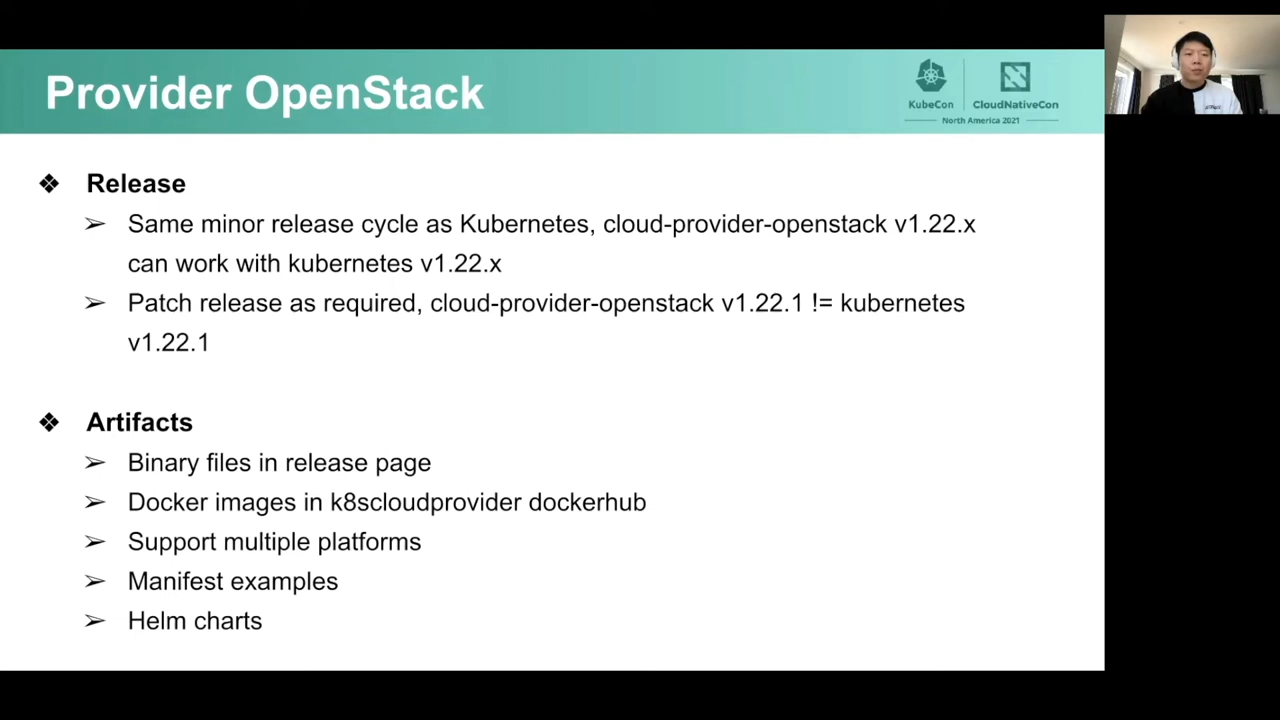 Provider OpenStack
KubeCon
CloudNativeCon
North America 2021
❖ Release
➢ Same minor release cycle as Kubernetes, cloud-provider-openstack v1.22.x
can work with kubernetes v1.22.x
➢ Patch release as required, cloud-provider-openstack v1.22.1 != kubernetes
v1.22.1
❖ Artifacts
➢ Binary files in release page
➢ Docker images in k8scloudprovider dockerhub
➢ Support multiple platforms
➢ Manifest examples
➢ Helm charts